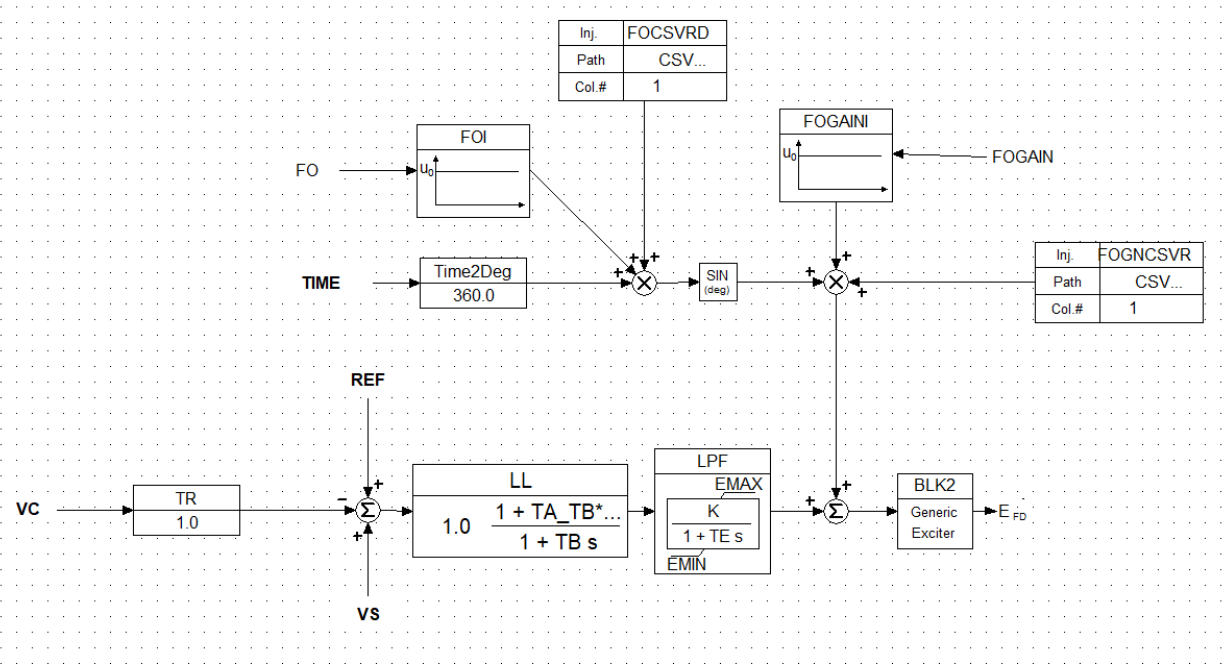 Inj. FOCSVRD
Path CSV...
Col.# 1
FOI
u0
FO
FOGAINI
u0
FOGAIN
TIME
Time2Deg
360.0
+
+
+
×
SIN
(deg)
+
+
+
×
Inj. FOGNCSVR
Path CSV...
Col.# 1
REF
VC
TR
1.0
−
+
+
Σ
VS
LL
1.0 1 + TA_TB*...
1 + TB s
LPF
EMAX
K
1 + TE s
EMIN
+
+
Σ
BLK2
Generic
Exciter
E FD